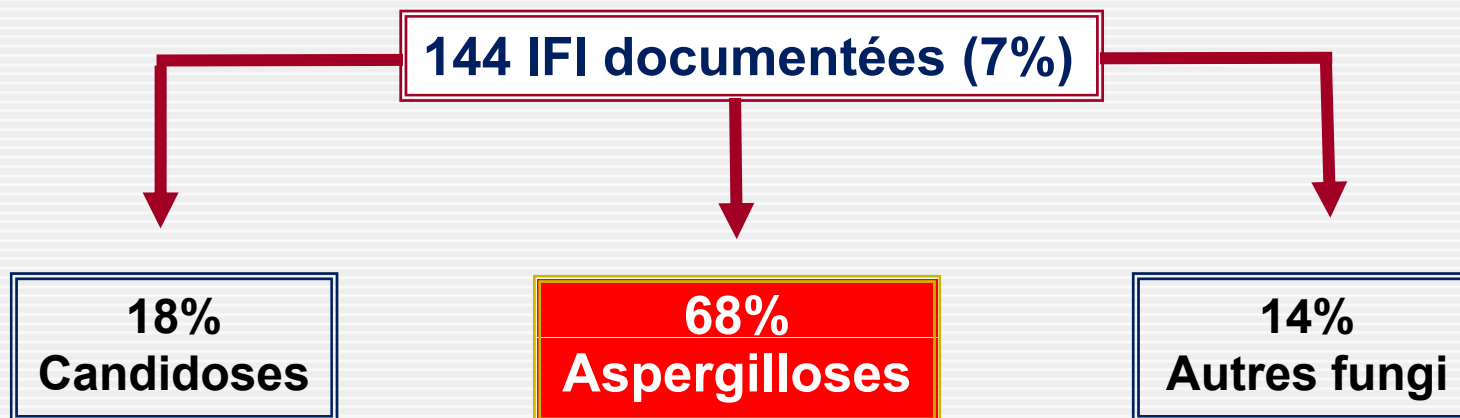 144 IFI documentées (7%)
18%
Candidoses
68%
Aspergilloses
14%
Autres fungi